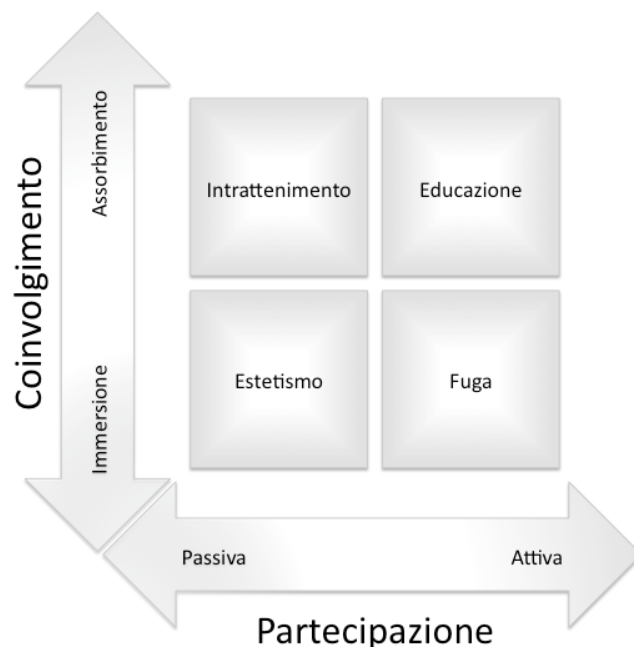 Coinvolgimento
Assorbimento
Immersione
Intrattenimento
Educazione
Estetismo
Fuga
Passiva
Attiva
Partecipazione